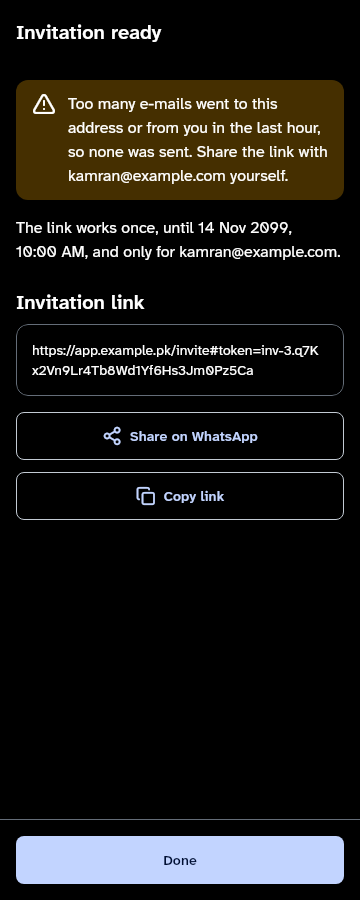 Invitation ready
Too many e-mails went to this
address or from you in the last hour,
so none was sent. Share the link with
kamran@example.com yourself.
The link works once, until 14 Nov 2099,
10:00 AM, and only for kamran@example.com.
Invitation link
https://app.example.pk/invite#token=inv-3.q7K
x2Vn9Lr4Tb8Wd1Yf6Hs3Jm0Pz5Ca
Share on WhatsApp
Copy link
Done